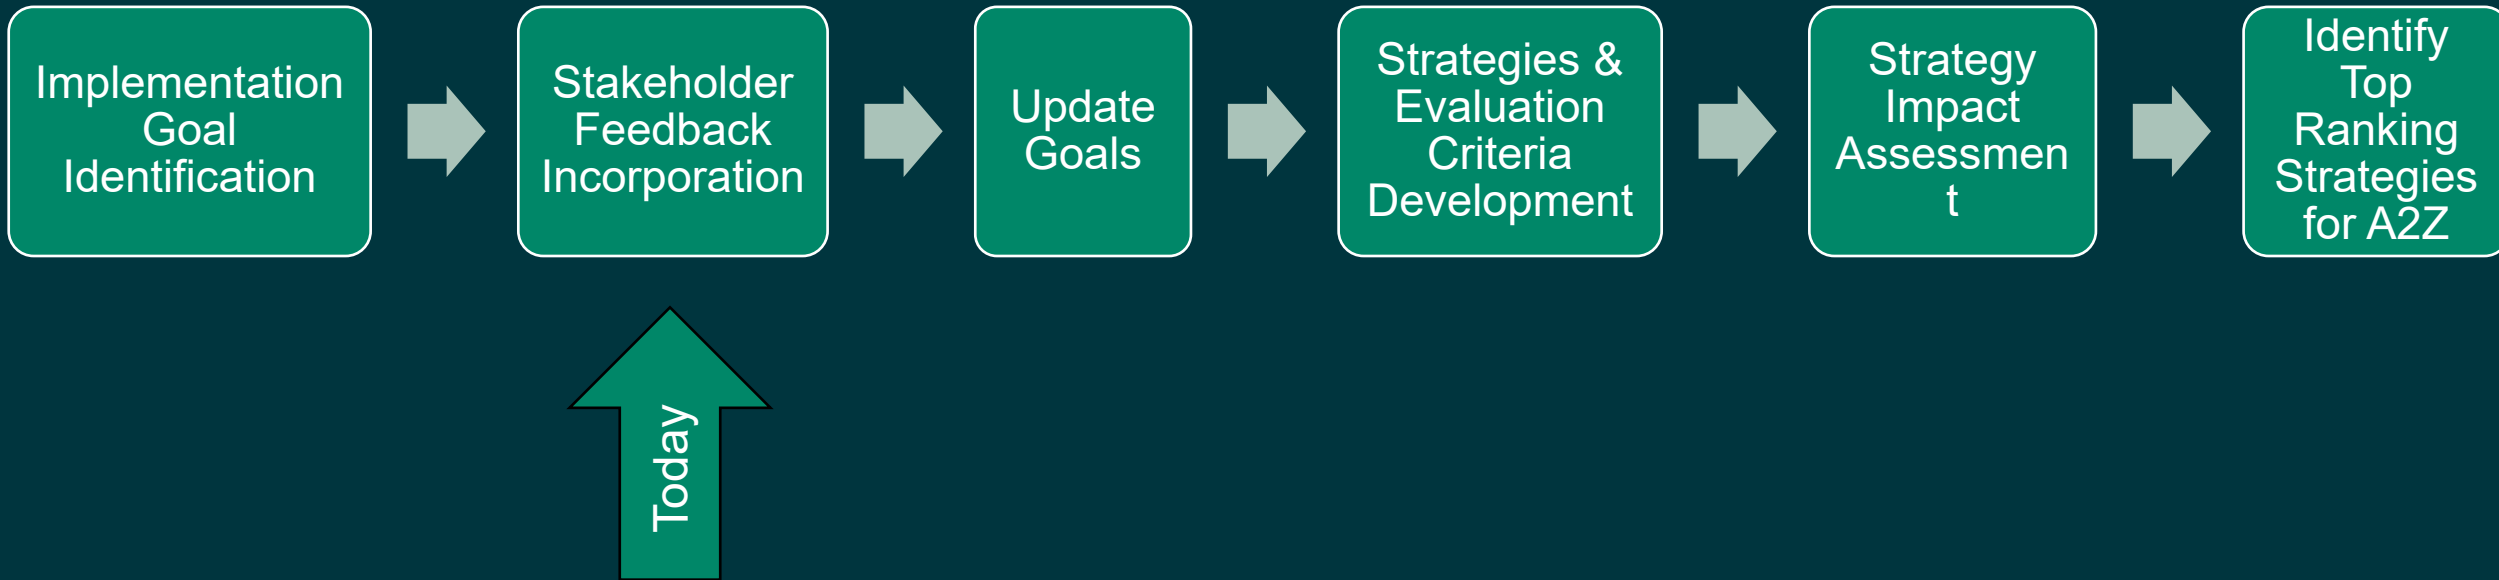 Implementation
Goal
Identification
Stakeholder
Feedback
Incorporation
Update
Goals
Strategies &
Evaluation
Criteria
Development
Strategy
Impact
Assessmen
t
Identify
Top
Ranking
Strategies
for A2Z
Today